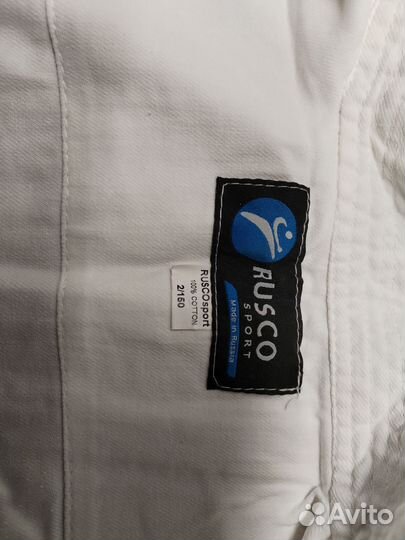 RUSCO
SPORT
Made in Russia
RUSCOsport
100% COTTON
2/150
Avito